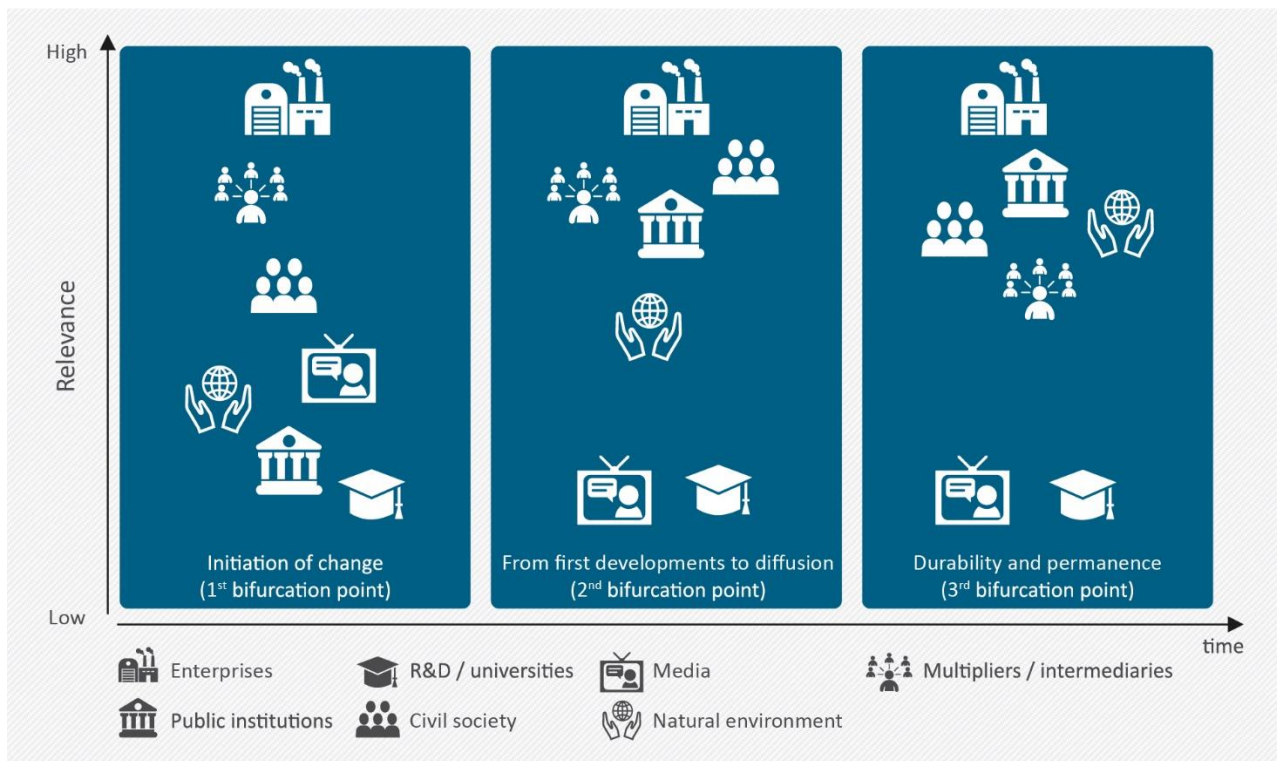 High
Relevance
Low
Initiation of change
(1st bifurcation point)
From first developments to diffusion
(2nd bifurcation point)
Durability and permanence
(3rd bifurcation point)
time
Enterprises
R&D / universities
Media
Multipliers / intermediaries
Public institutions
Civil society
Natural environment